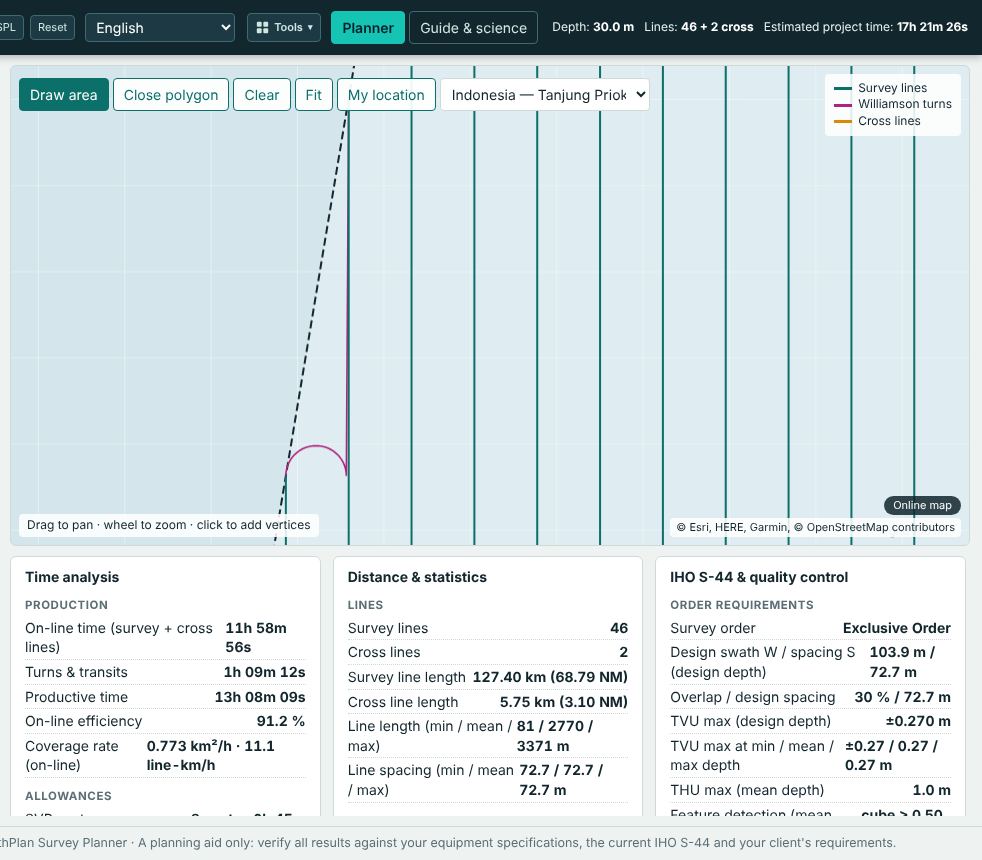 SPL Reset English Tools ▾ Planner Guide & science Depth: 30.0 m Lines: 46 + 2 cross Estimated project time: 17h 21m 26s
Draw area Close polygon Clear Fit My location Indonesia — Tanjung Priok
Survey lines
Williamson turns
Cross lines
Online map
Drag to pan · wheel to zoom · click to add vertices
© Esri, HERE, Garmin, © OpenStreetMap contributors
Time analysis
PRODUCTION
On-line time (survey + cross 11h 58m
lines) 56s
Turns & transits 1h 09m 12s
Productive time 13h 08m 09s
On-line efficiency 91.2 %
Coverage rate 0.773 km²/h · 11.1
(on-line) line-km/h
ALLOWANCES
Distance & statistics
LINES
Survey lines 46
Cross lines 2
Survey line length 127.40 km (68.79 NM)
Cross line length 5.75 km (3.10 NM)
Line length (min / mean / 81 / 2770 /
max) 3371 m
Line spacing (min / mean 72.7 / 72.7 /
/ max) 72.7 m
IHO S-44 & quality control
ORDER REQUIREMENTS
Survey order Exclusive Order
Design swath W / spacing S 103.9 m /
(design depth) 72.7 m
Overlap / design spacing 30 % / 72.7 m
TVU max (design depth) ±0.270 m
TVU max at min / mean / ±0.27 / 0.27 /
max depth 0.27 m
THU max (mean depth) 1.0 m
Feature detection (mean cube > 0.50
thPlan Survey Planner · A planning aid only: verify all results against your equipment specifications, the current IHO S-44 and your client's requirements.